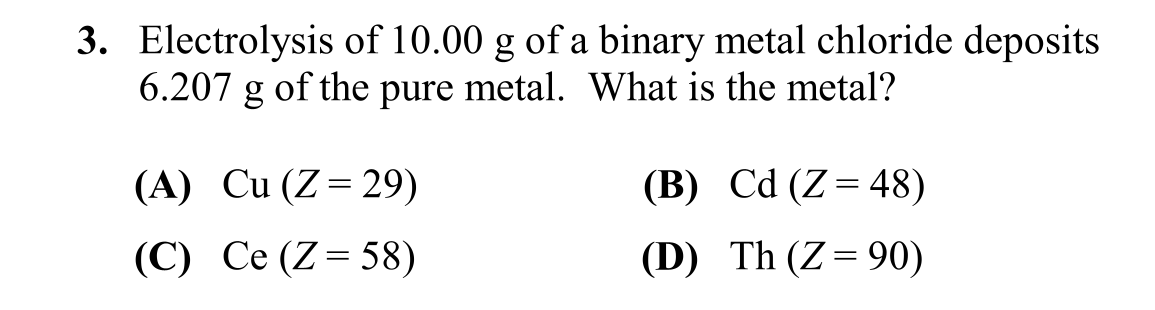 3. Electrolysis of 10.00 g of a binary metal chloride deposits
6.207 g of the pure metal. What is the metal?
(A) Cu (Z = 29) (B) Cd (Z = 48)
(C) Ce (Z = 58) (D) Th (Z = 90)